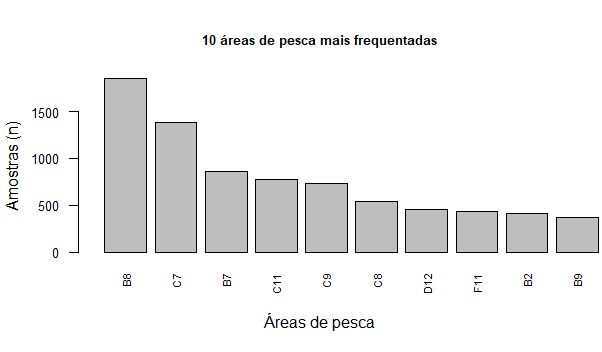 10 áreas de pesca mais frequentadas
Amostras (n)
1500
1000
500
0
B8 C7 B7 C11 C9 C8 D12 F11 B2 B9
Áreas de pesca